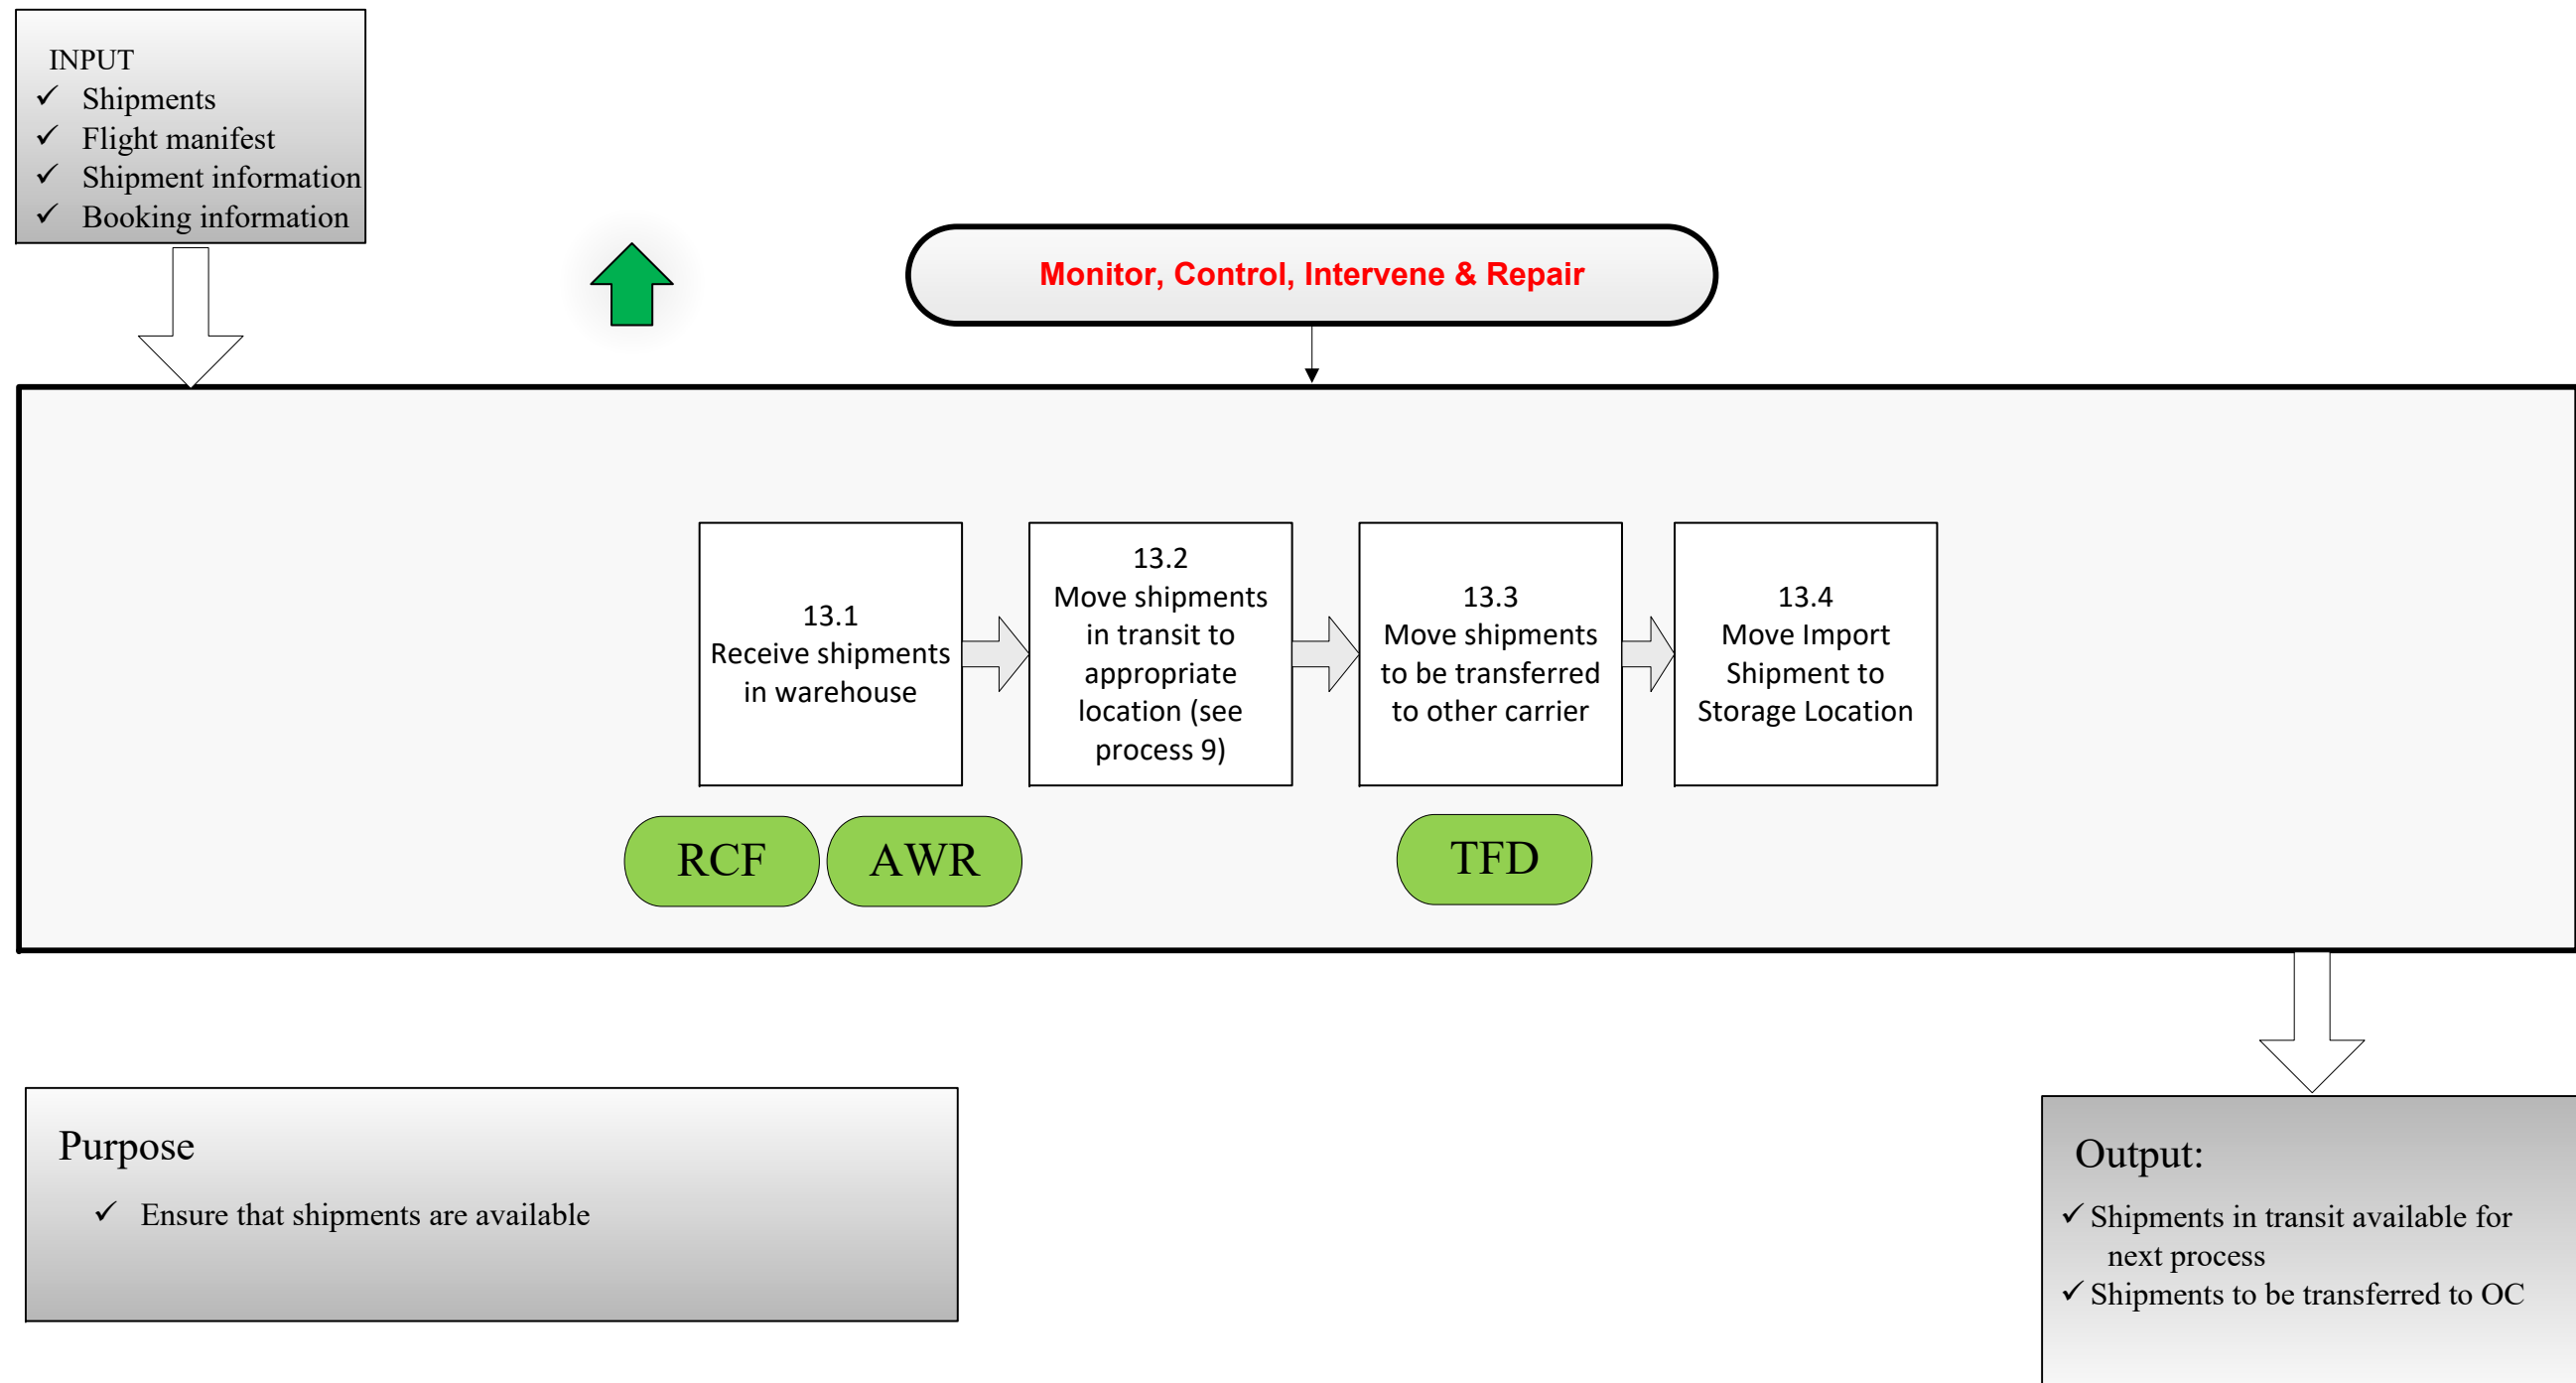 INPUT
✓ Shipments
✓ Flight manifest
✓ Shipment information
✓ Booking information
Monitor, Control, Intervene & Repair
13.1
Receive shipments
in warehouse
13.2
Move shipments
in transit to
appropriate
location (see
process 9)
13.3
Move shipments
to be transferred
to other carrier
13.4
Move Import
Shipment to
Storage Location
RCF
AWR
TFD
Purpose
✓ Ensure that shipments are available
Output:
✓ Shipments in transit available for
next process
✓ Shipments to be transferred to OC